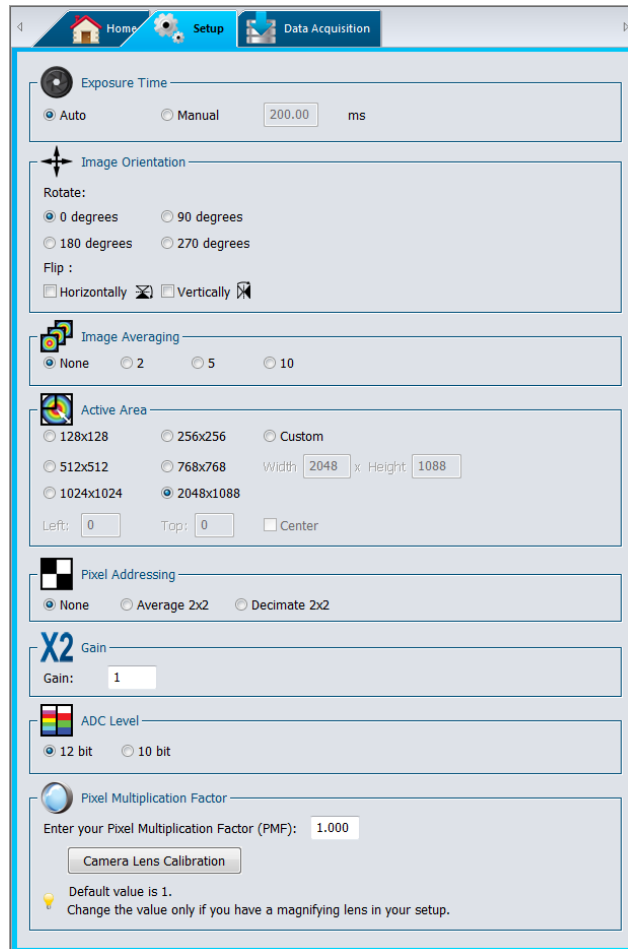 Home Setup Data Acquisition
Exposure Time
Auto Manual 200.00 ms
Image Orientation
Rotate:
0 degrees 90 degrees
180 degrees 270 degrees
Flip :
Horizontally Vertically
Image Averaging
None 2 5 10
Active Area
128x128 256x256 Custom
512x512 768x768 Width 2048 x Height 1088
1024x1024 2048x1088
Left: 0 Top: 0 Center
Pixel Addressing
None Average 2x2 Decimate 2x2
X2 Gain
Gain: 1
ADC Level
12 bit 10 bit
Pixel Multiplication Factor
Enter your Pixel Multiplication Factor (PMF): 1.000
Camera Lens Calibration
Default value is 1.
Change the value only if you have a magnifying lens in your setup.